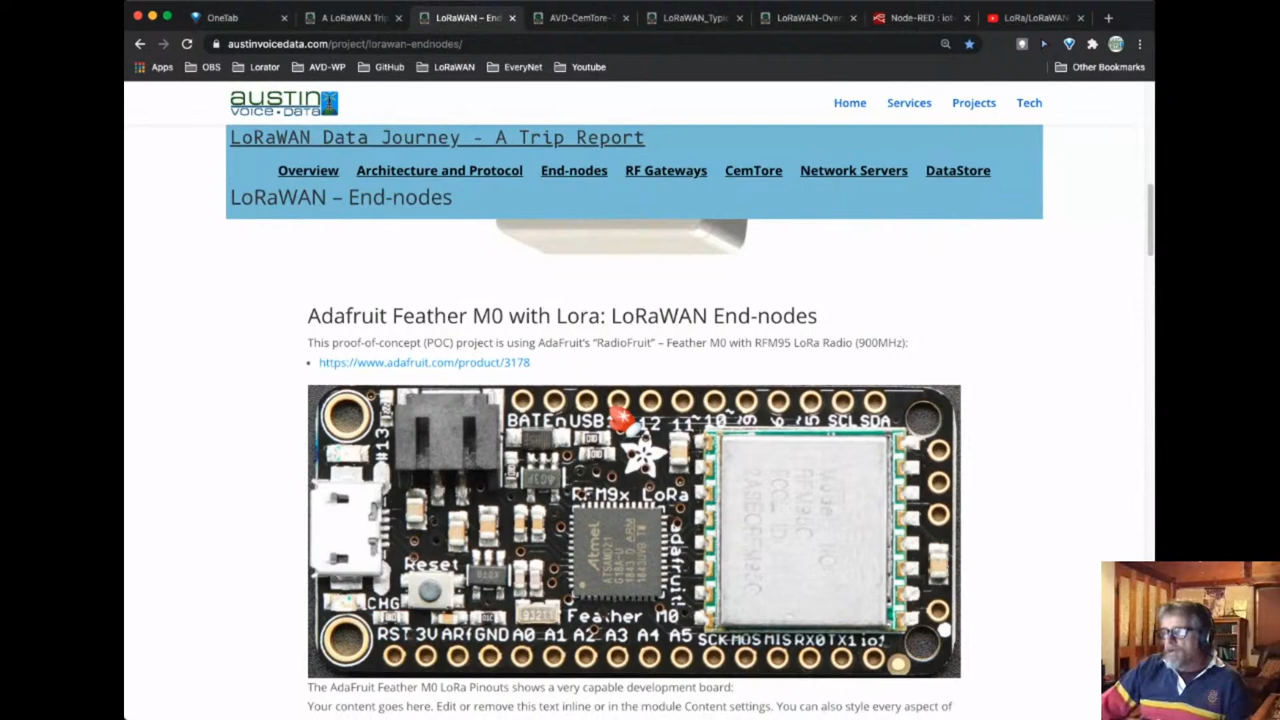 OneTab
A LoRaWAN Trip
LoRaWAN – End
AVD-CemTore-
LoRaWAN_Typic
LoRaWAN-Over
Node-RED : iot
LoRa/LoRaWAN
austinvoicedata.com/project/lorawan-endnodes/
Apps OBS Lorator AVD-WP GitHub LoRaWAN EveryNet Youtube Other Bookmarks
AUSTIN
VOICE • DATA
Home Services Projects Tech
LoRaWAN Data Journey - A Trip Report
Overview Architecture and Protocol End-nodes RF Gateways CemTore Network Servers DataStore
LoRaWAN – End-nodes
Adafruit Feather M0 with Lora: LoRaWAN End-nodes
This proof-of-concept (POC) project is using AdaFruit's "RadioFruit" – Feather M0 with RFM95 LoRa Radio (900MHz):
https://www.adafruit.com/product/3178
BAT En USB 12 11~ 10~ ~9 6 ~5 SCL SDA
#13
RFM9x LoRa
Atmel
ARM
adafruit!
Reset
CHG
Feather M0
RST 3V ARf GND A0 A1 A2 A3 A4 A5 SCK MOS MIS RX0 TX1 io1
The AdaFruit Feather M0 LoRa Pinouts shows a very capable development board:
Your content goes here. Edit or remove this text inline or in the module Content settings. You can also style every aspect of